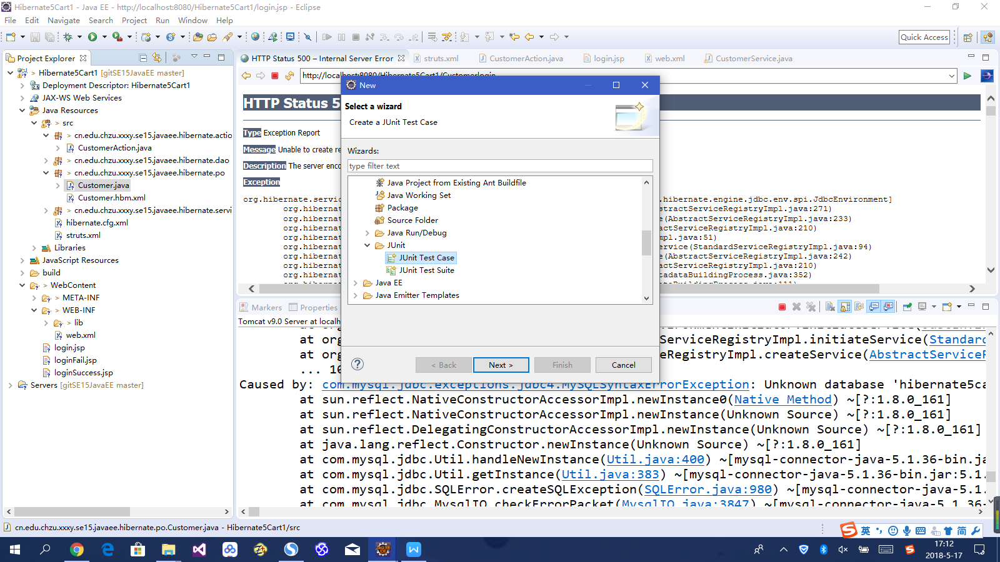 Hibernate5Cart1 - Java EE - http://localhost:8080/Hibernate5Cart1/login.jsp - Eclipse
File Edit Navigate Search Project Run Window Help
Quick Access
Project Explorer
> Hibernate5Cart1 [gitSE15JavaEE master]
Deployment Descriptor: Hibernate5Cart1
JAX-WS Web Services
Java Resources
> src
> cn.edu.chzu.xxxy.se15.javaee.hibernate.actio
CustomerAction.java
> cn.edu.chzu.xxxy.se15.javaee.hibernate.dao
> cn.edu.chzu.xxxy.se15.javaee.hibernate.po
Customer.java
Customer.hbm.xml
> cn.edu.chzu.xxxy.se15.javaee.hibernate.servi
hibernate.cfg.xml
struts.xml
Libraries
JavaScript Resources
build
> WebContent
> META-INF
> WEB-INF
> lib
web.xml
login.jsp
loginFail.jsp
loginSuccess.jsp
Servers [gitSE15JavaEE master]
HTTP Status 500 – Internal Server Error struts.xml CustomerAction.java login.jsp web.xml CustomerService.java
http://localhost:8080/Hibernate5Cart1/Customerlogin
HTTP Status 5
Type Exception Report
Message Unable to create re
Description The server enco
Exception
org.hibernate.servic
.hibernate.engine.jdbc.env.spi.JdbcEnvironment]
org.hibernat
stractServiceRegistryImpl.java:271)
org.hibernat
e(AbstractServiceRegistryImpl.java:233)
org.hibernat
stractServiceRegistryImpl.java:210)
org.hibernat
mpl.java:51)
org.hibernat
ervice(StandardServiceRegistryImpl.java:94)
org.hibernat
e(AbstractServiceRegistryImpl.java:242)
org.hibernat
stractServiceRegistryImpl.java:210)
org.hibernat
tadataBuildingProcess.java:352)
New
Select a wizard
Create a JUnit Test Case
Wizards:
type filter text
Java Project from Existing Ant Buildfile
Java Working Set
Package
Source Folder
Java Run/Debug
JUnit
JUnit Test Case
JUnit Test Suite
Java EE
Java Emitter Templates
< Back Next > Finish Cancel
Markers Properties
Tomcat v9.0 Server at localh
at org
ServiceRegistryImpl.initiateService(Standard
at org
eRegistryImpl.createService(AbstractServiceR
... 10
Caused by: com.mysql.jdbc.exceptions.jdbc4.MySQLSyntaxErrorException: Unknown database 'hibernate5ca
at sun.reflect.NativeConstructorAccessorImpl.newInstance0(Native Method) ~[?:1.8.0_161]
at sun.reflect.NativeConstructorAccessorImpl.newInstance(Unknown Source) ~[?:1.8.0_161]
at sun.reflect.DelegatingConstructorAccessorImpl.newInstance(Unknown Source) ~[?:1.8.0_161]
at java.lang.reflect.Constructor.newInstance(Unknown Source) ~[?:1.8.0_161]
at com.mysql.jdbc.Util.handleNewInstance(Util.java:400) ~[mysql-connector-java-5.1.36-bin.ja
at com.mysql.jdbc.Util.getInstance(Util.java:383) ~[mysql-connector-java-5.1.36-bin.jar:5.1.
at com.mysql.jdbc.SQLError.createSQLException(SQLError.java:980) ~[mysql-connector-java-5.1.
at com.mysql.jdbc.MysqlIO.checkErrorPacket(MysqlIO.java:3847) ~[mysql-connector-java-5.1.36-
cn.edu.chzu.xxxy.se15.javaee.hibernate.po.Customer.java - Hibernate5Cart1/src
英 简
17:12
2018-5-17